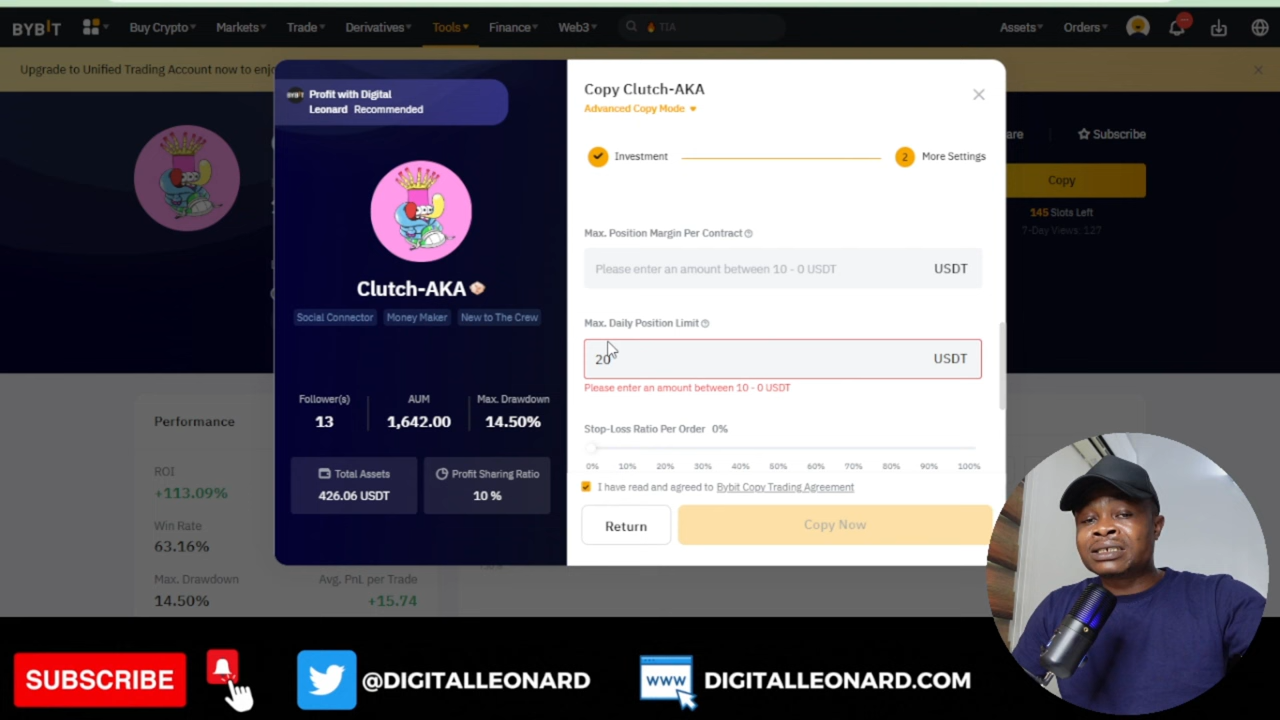 BYBIT
Buy Crypto
Markets
Trade
Derivatives
Tools
Finance
Web3
TTA
Assets
Orders
Upgrade to Unified Trading Account now to enj
Profit with Digital
Leonard Recommended
Clutch-AKA
Social Connector
Money Maker
New to The Crew
Follower(s)
AUM
Max. Drawdown
13
1,642.00
14.50%
Total Assets
Profit Sharing Ratio
426.06 USDT
10 %
Copy Clutch-AKA
Advanced Copy Mode
Investment
2
More Settings
Max. Position Margin Per Contract
Please enter an amount between 10 - 0 USDT
USDT
Max. Daily Position Limit
20
USDT
Please enter an amount between 10 - 0 USDT
Stop-Loss Ratio Per Order 0%
0% 10% 20% 30% 40% 50% 60% 70% 80% 90% 100%
I have read and agreed to Bybit Copy Trading Agreement
Return
Copy Now
are
Subscribe
Copy
145 Slots Left
7-Day Views: 127
Performance
ROI
+113.09%
Win Rate
63.16%
Max. Drawdown
Avg. PnL per Trade
14.50%
+15.74
SUBSCRIBE
@DIGITALLEONARD
WWW
DIGITALLEONARD.COM